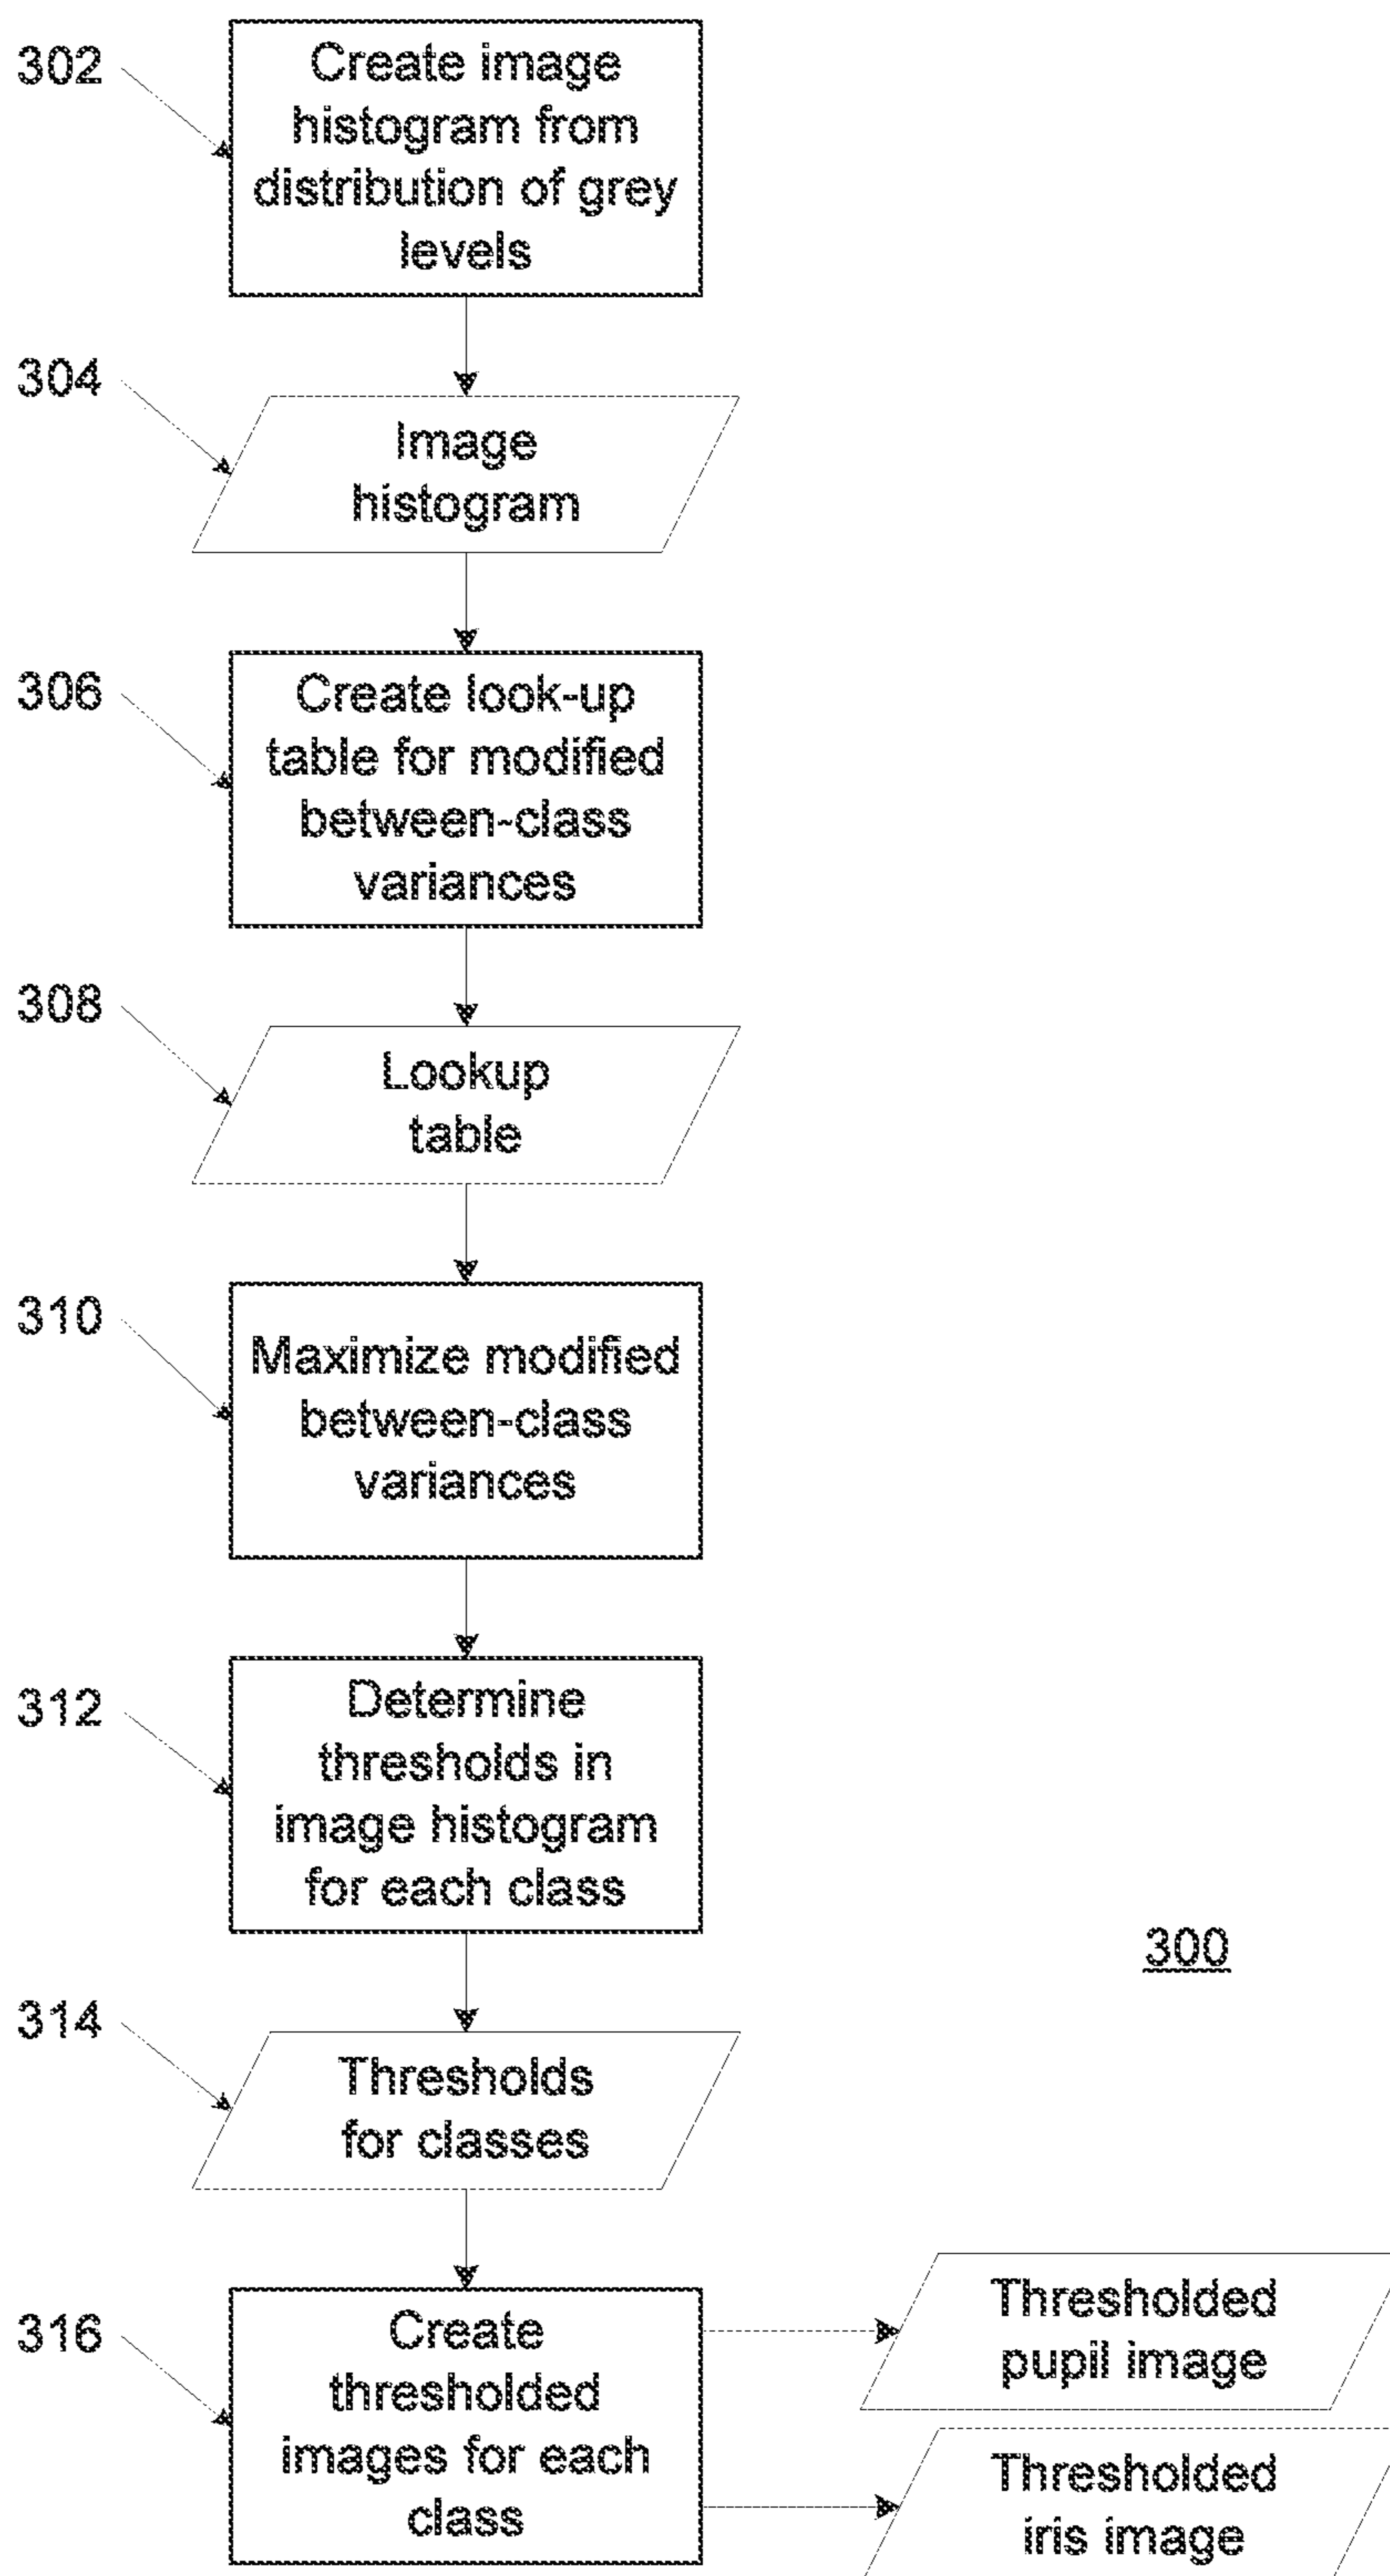 302
Create image
histogram from
distribution of grey
levels
304
Image
histogram
306
Create look-up
table for modified
between-class
variances
308
Lookup
table
310
Maximize modified
between-class
variances
312
Determine
thresholds in
image histogram
for each class
300
314
Thresholds
for classes
316
Create
thresholded
images for each
class
Thresholded
pupil image
Thresholded
iris image